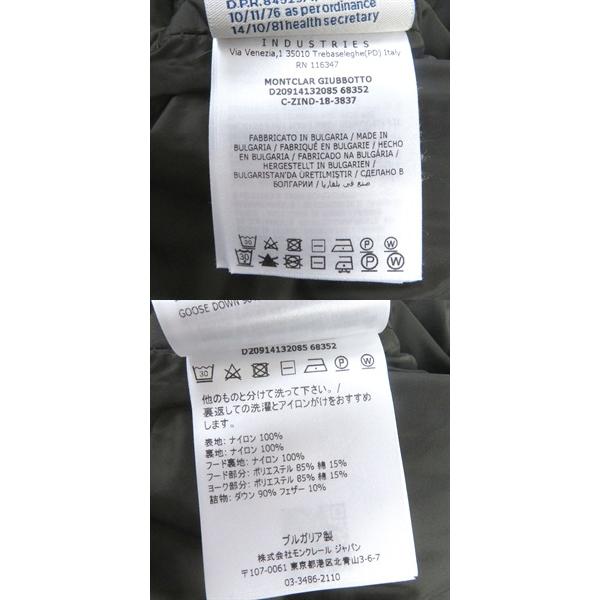 10/11/76 as per ordinance
14/10/81 health secretary
INDUSTRIES
Via Venezia,1 35010 Trebaseleghe(PD) Italy
RN 116347
MONTCLAR GIUBBOTTO
D20914132085 68352
C-ZIND-18-3837
FABBRICATO IN BULGARIA / MADE IN
BULGARIA / FABRIQUÉ EN BULGARIE / HECHO
EN BULGARIA / FABRICADO NA BULGÁRIA /
HERGESTELLT IN BULGARIEN /
BULGARISTAN'DA ÜRETILMIŞTIR / СДЕЛАНО В
БОЛГАРИИ / صنع في بلغاريا
30
P W
30
P W
GOOSE DOWN
D20914132085 68352
30 P W
他のものと分けて洗って下さい。/
裏返しての洗濯とアイロンがけをおすすめ
します。
表地: ナイロン 100%
裏地: ナイロン 100%
フード裏地: ナイロン 100%
フード部分: ポリエステル 85% 綿 15%
ヨーク部分: ポリエステル 85% 綿 15%
詰物: ダウン 90% フェザー 10%
ブルガリア製
株式会社モンクレール ジャパン
〒107-0061 東京都港区北青山3-6-7
03-3486-2110